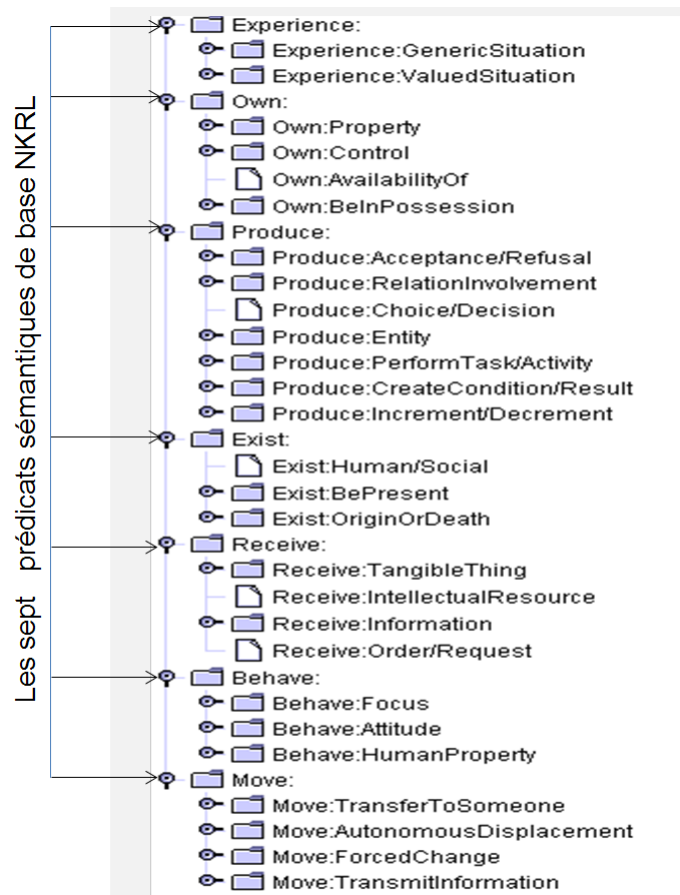 Les sept prédicats sémantiques de base NKRL
Experience:
Experience:GenericSituation
Experience:ValuedSituation
Own:
Own:Property
Own:Control
Own:AvailabilityOf
Own:BeInPossession
Produce:
Produce:Acceptance/Refusal
Produce:RelationInvolvement
Produce:Choice/Decision
Produce:Entity
Produce:PerformTask/Activity
Produce:CreateCondition/Result
Produce:Increment/Decrement
Exist:
Exist:Human/Social
Exist:BePresent
Exist:OriginOrDeath
Receive:
Receive:TangibleThing
Receive:IntellectualResource
Receive:Information
Receive:Order/Request
Behave:
Behave:Focus
Behave:Attitude
Behave:HumanProperty
Move:
Move:TransferToSomeone
Move:AutonomousDisplacement
Move:ForcedChange
Move:TransmitInformation